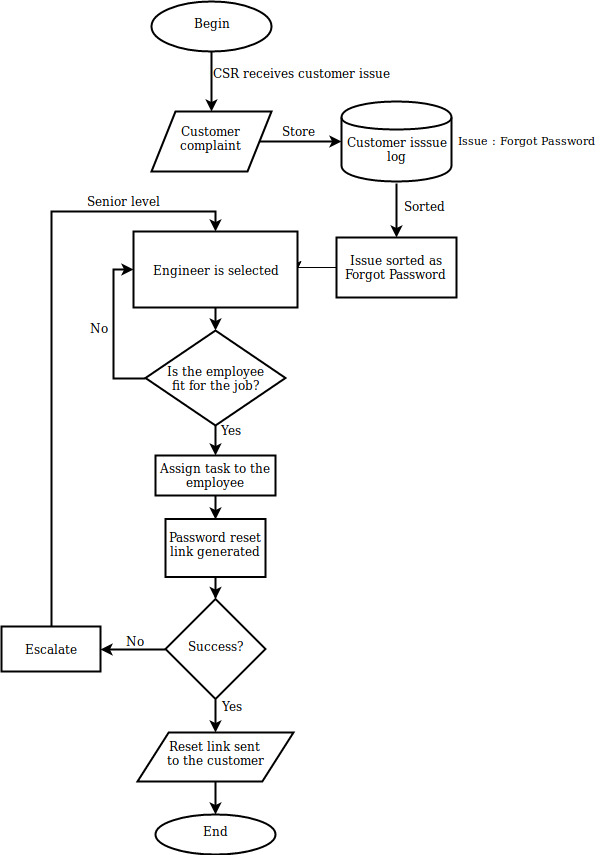 Begin
CSR receives customer issue
Customer
complaint
Store
Customer isssue
log
Issue : Forgot Password
Sorted
Issue sorted as
Forgot Password
Senior level
Engineer is selected
No
Is the employee
fit for the job?
Yes
Assign task to the
employee
Password reset
link generated
Success?
No
Escalate
Yes
Reset link sent
to the customer
End